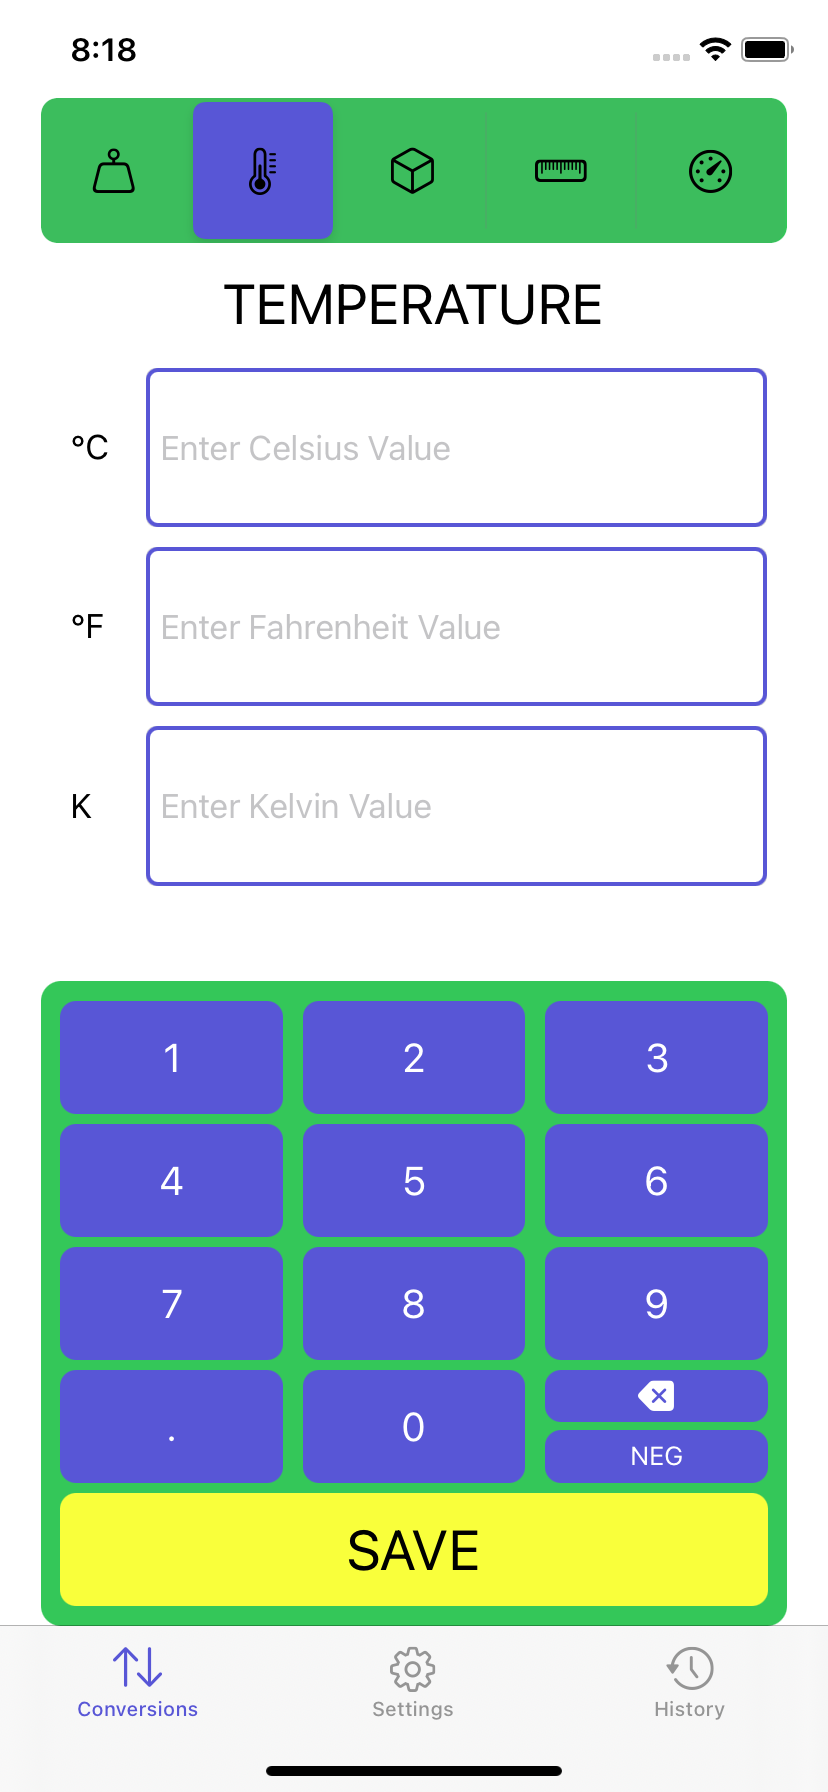 8:18
TEMPERATURE
°C
Enter Celsius Value
°F
Enter Fahrenheit Value
K
Enter Kelvin Value
1 2 3
4 5 6
7 8 9
. 0
NEG
SAVE
Conversions Settings History